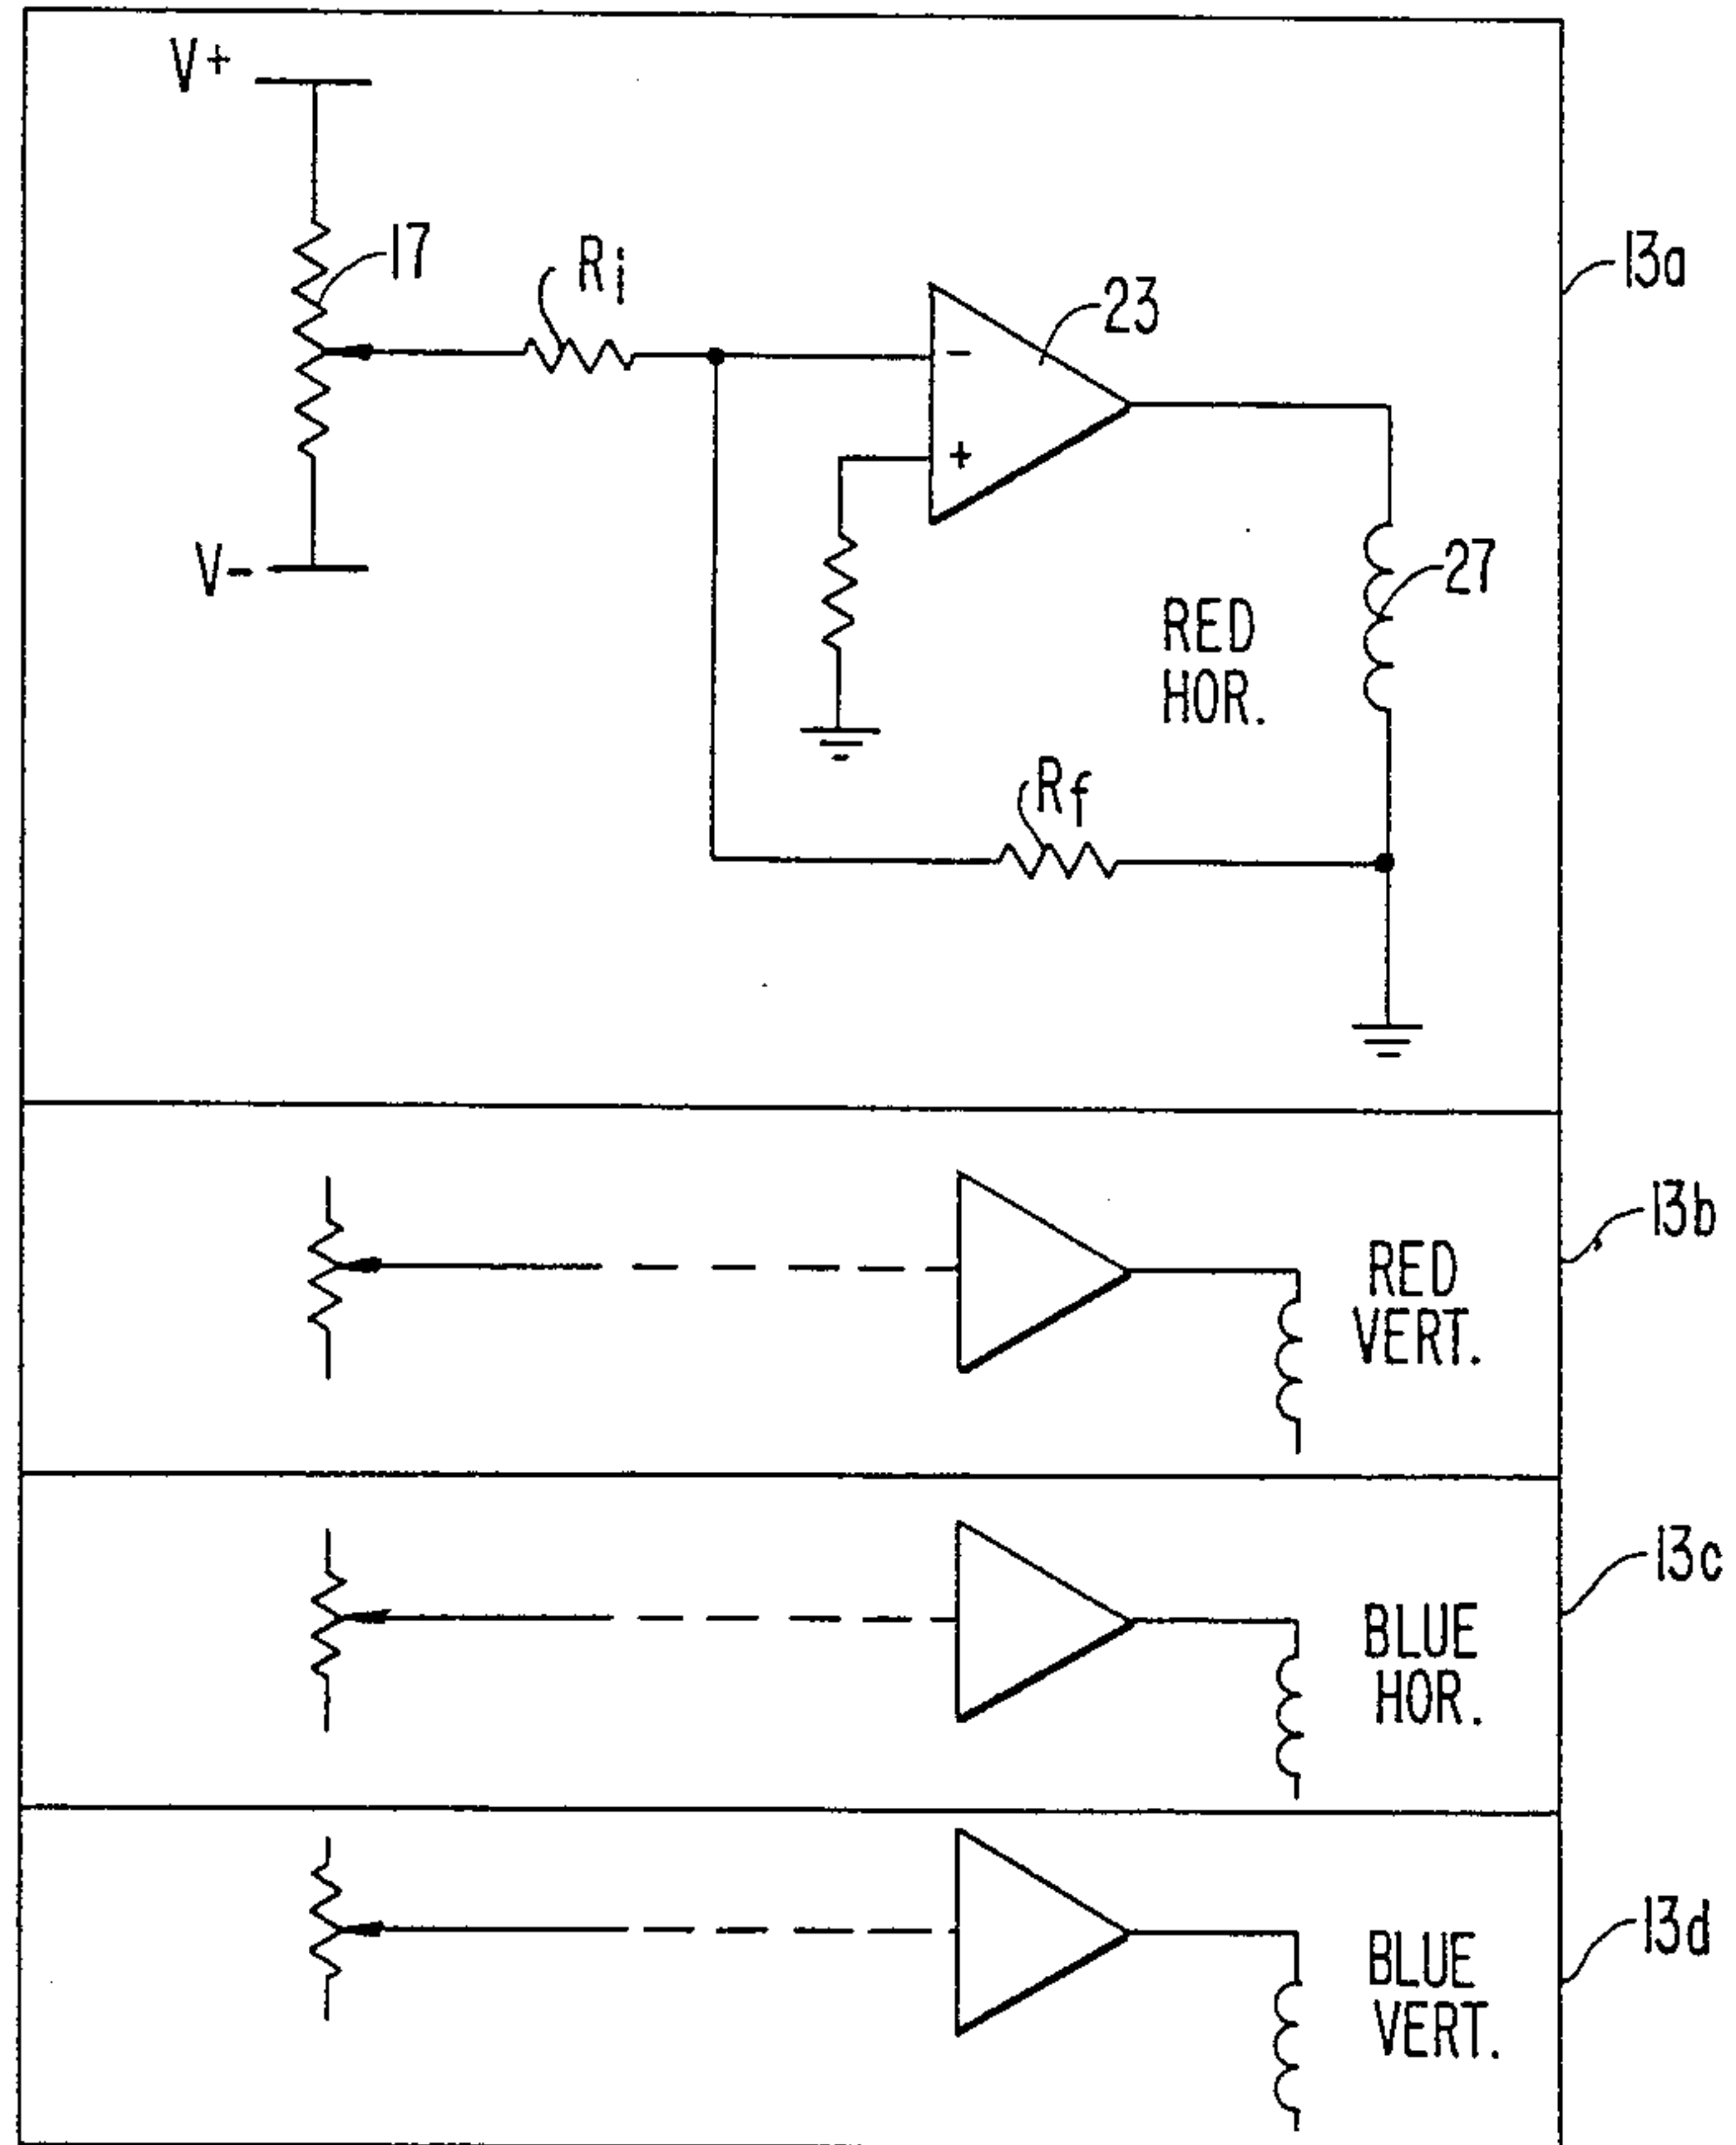 V+
17
Ri
13a
23
-
+
V-
27
RED
HOR.
Rf
13b
RED
VERT.
13c
BLUE
HOR.
13d
BLUE
VERT.